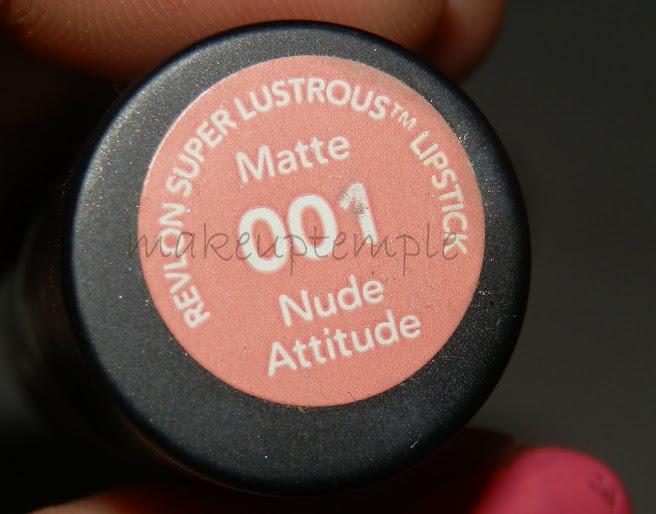 REVLON SUPER LUSTROUS™ LIPSTICK
Matte
001
makeuptemple
Nude
Attitude